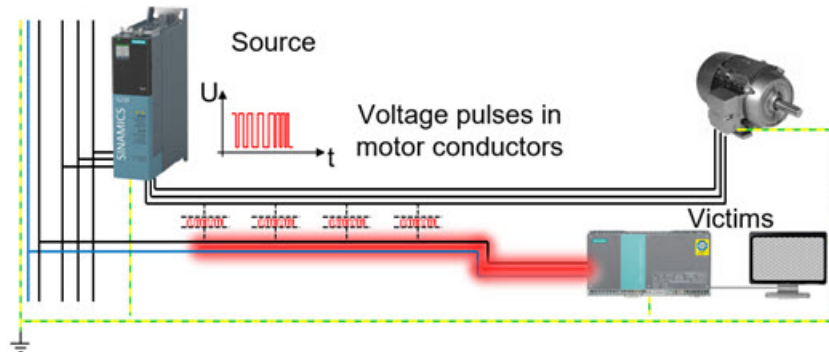 Source
SINAMICS
U
t
Voltage pulses in
motor conductors
Victims